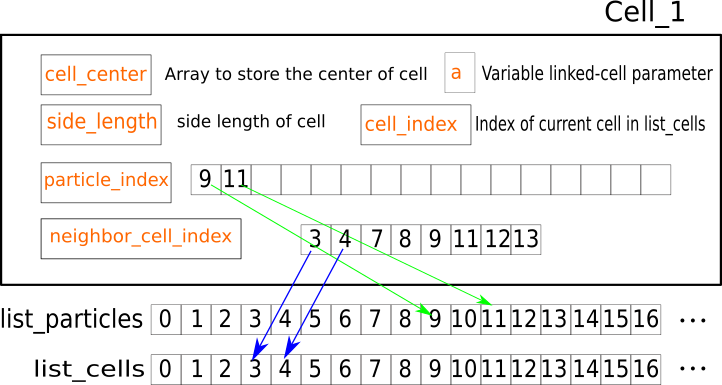 Cell_1
cell_center Array to store the center of cell a Variable linked-cell parameter
side_length side length of cell cell_index Index of current cell in list_cells
particle_index 9 11
neighbor_cell_index 3 4 7 8 9 11 12 13
list_particles 0 1 2 3 4 5 6 7 8 9 10 11 12 13 14 15 16 ...
list_cells 0 1 2 3 4 5 6 7 8 9 10 11 12 13 14 15 16 ...